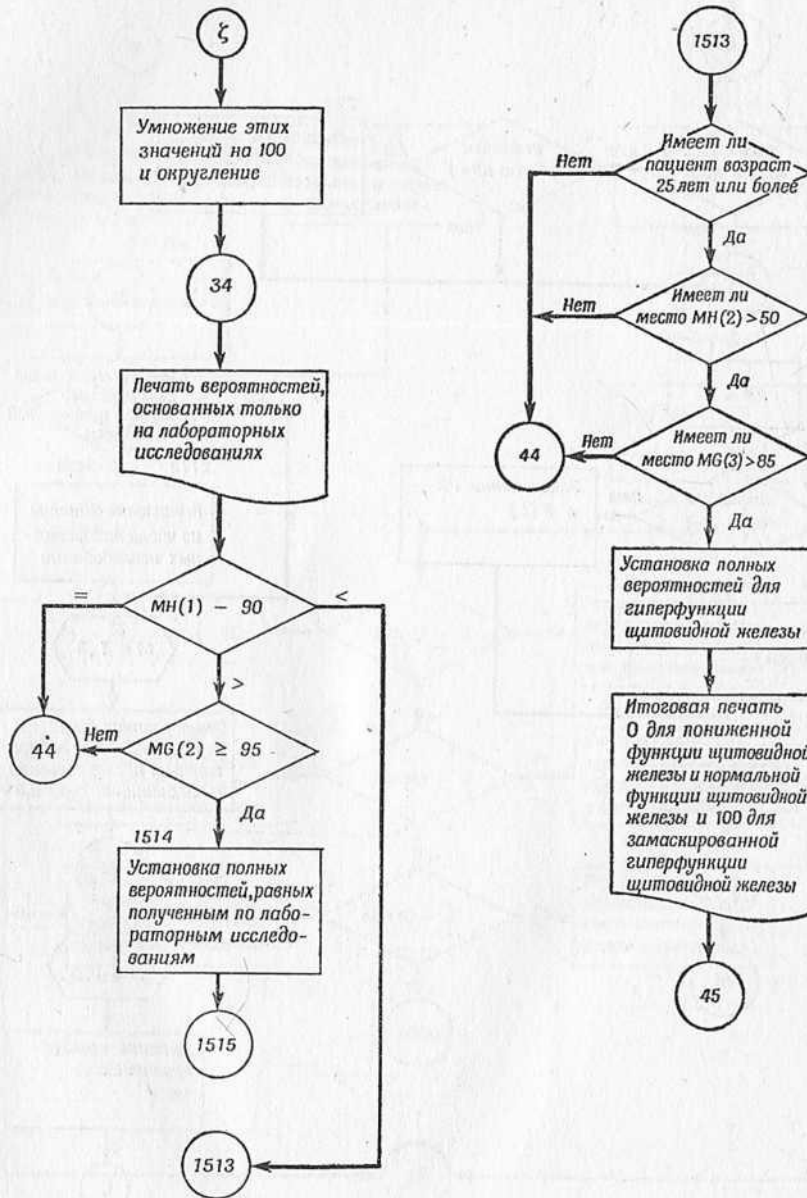 ζ
Умножение этих
значений на 100
и округление
34
Печать вероятностей,
основанных только
на лабораторных
исследованиях
MH(1) – 90
=
<
>
44
Нет
MG(2) ≥ 95
Да
1514
Установка полных
вероятностей, равных
полученным по лабо-
раторным исследо-
ваниям
1515
1513
1513
Имеет ли
пациент возраст
25 лет или более
Нет
Да
Имеет ли
место MH(2) > 50
Нет
Да
Имеет ли
место MG(3) > 85
Нет
44
Да
Установка полных
вероятностей для
гиперфункции
щитовидной железы
Итоговая печать
0 для пониженной
функции щитовидной
железы и нормальной
функции щитовидной
железы и 100 для
замаскированной
гиперфункции
щитовидной железы
45